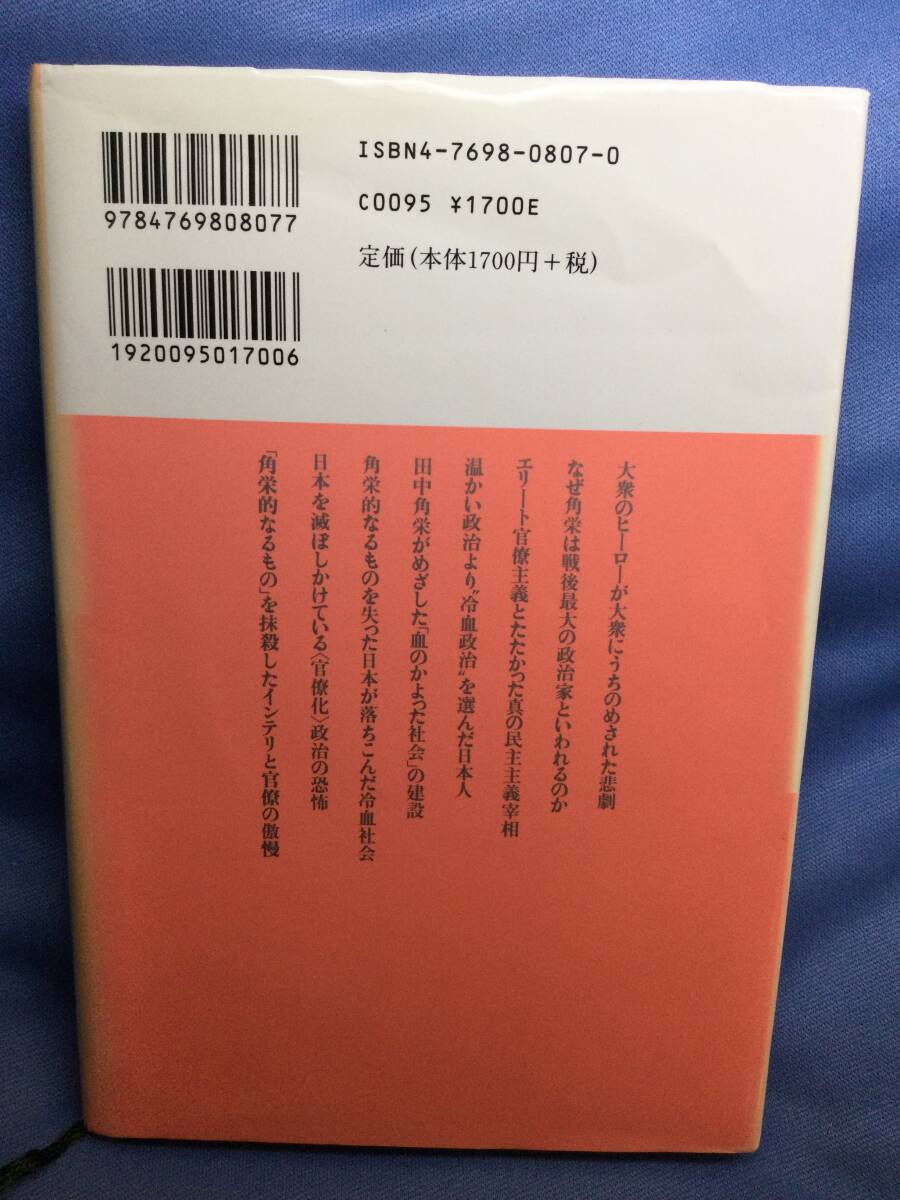 ISBN4-7698-0807-0
C0095 ¥1700E
定価(本体1700円+税)
9784769808077
1920095017006
大衆のヒーローが大衆にうちのめされた悲劇
なぜ角栄は戦後最大の政治家といわれるのか
エリート官僚主義とたたかった真の民主主義宰相
温かい政治より〝冷血政治〟を選んだ日本人
田中角栄がめざした「血のかよった社会」の建設
角栄的なるものを失った日本が落ちこんだ冷血社会
日本を滅ぼしかけている〈官僚化〉政治の恐怖
「角栄的なるもの」を抹殺したインテリと官僚の傲慢